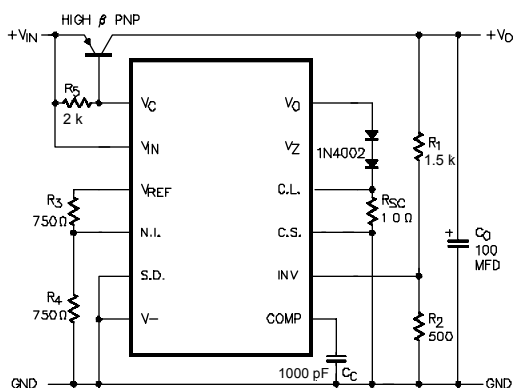 HIGH β PNP
+VIN
+VO
R5
2 k
VC
VO
VIN
VZ
1N4002
R1
1.5 k
VREF
C.L.
R3
750Ω
RSC
10Ω
N.I.
C.S.
+
CO
100
MFD
S.D.
INV
R4
750Ω
R2
500
V-
COMP
1000 pF
CC
GND
GND